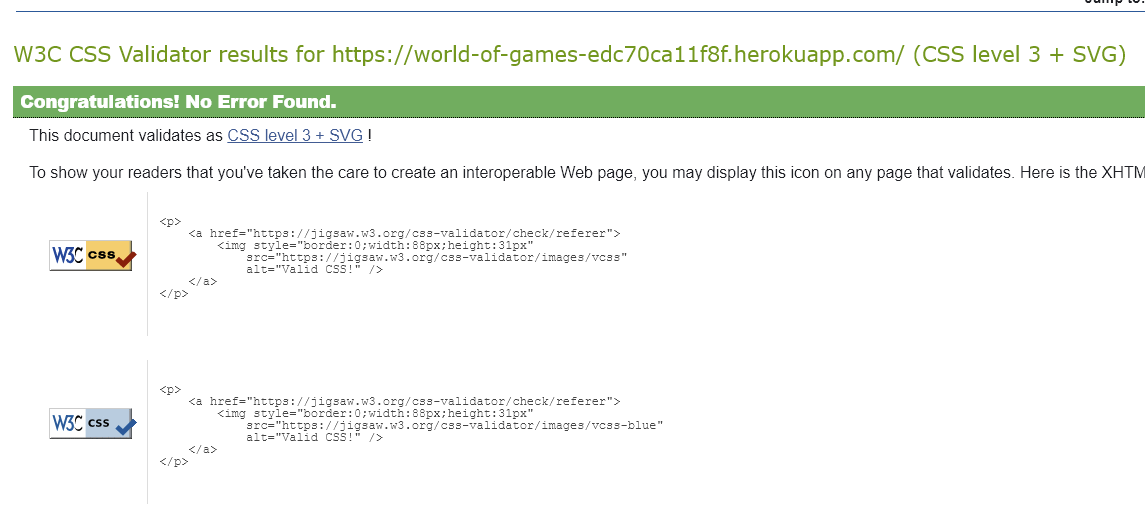 Jump to:
W3C CSS Validator results for https://world-of-games-edc70ca11f8f.herokuapp.com/ (CSS level 3 + SVG)
Congratulations! No Error Found.
This document validates as CSS level 3 + SVG !
To show your readers that you've taken the care to create an interoperable Web page, you may display this icon on any page that validates. Here is the XHTM
<p>
<a href="https://jigsaw.w3.org/css-validator/check/referer">
<img style="border:0;width:88px;height:31px"
W3C css
src="https://jigsaw.w3.org/css-validator/images/vcss"
alt="Valid CSS!" />
</a>
</p>
<p>
<a href="https://jigsaw.w3.org/css-validator/check/referer">
<img style="border:0;width:88px;height:31px"
W3C css
src="https://jigsaw.w3.org/css-validator/images/vcss-blue"
alt="Valid CSS!" />
</a>
</p>